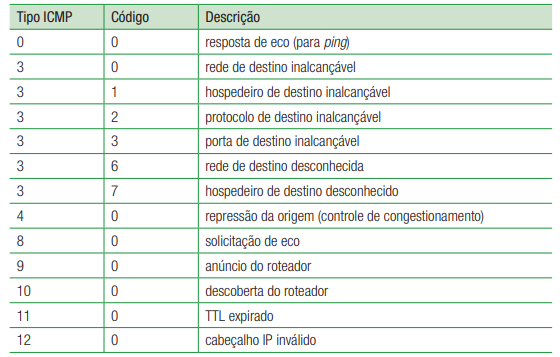 Tipo ICMP Código Descrição
0 0 resposta de eco (para ping)
3 0 rede de destino inalcançável
3 1 hospedeiro de destino inalcançável
3 2 protocolo de destino inalcançável
3 3 porta de destino inalcançável
3 6 rede de destino desconhecida
3 7 hospedeiro de destino desconhecido
4 0 repressão da origem (controle de congestionamento)
8 0 solicitação de eco
9 0 anúncio do roteador
10 0 descoberta do roteador
11 0 TTL expirado
12 0 cabeçalho IP inválido